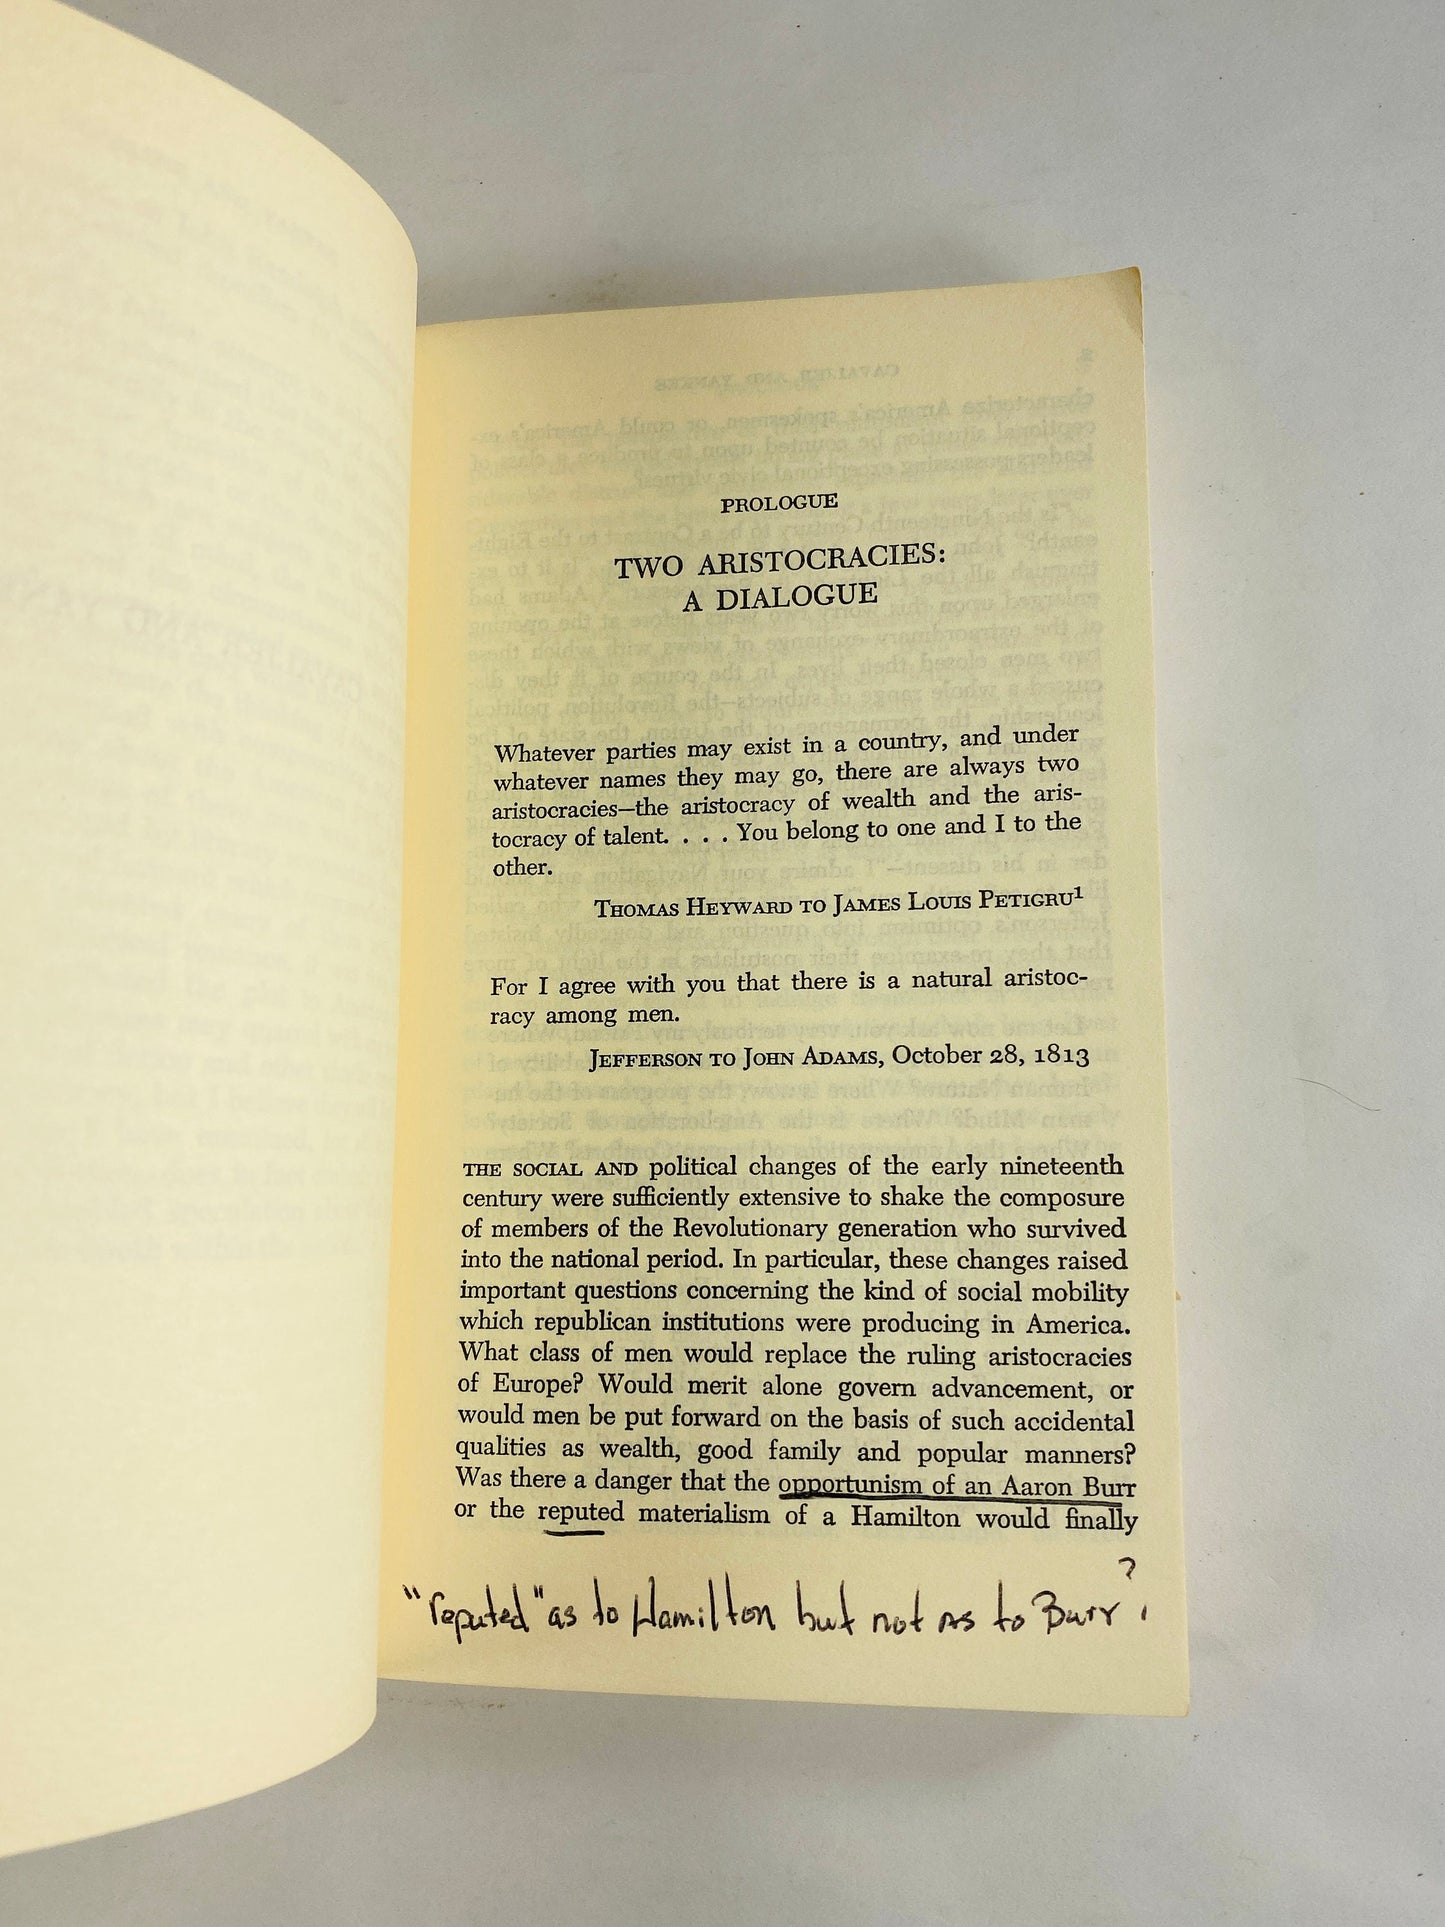 PROLOGUE
TWO ARISTOCRACIES:
A DIALOGUE
Whatever parties may exist in a country, and under
whatever names they may go, there are always two
aristocracies—the aristocracy of wealth and the aris-
tocracy of talent. . . . You belong to one and I to the
other.
THOMAS HEYWARD TO JAMES LOUIS PETIGRU¹
For I agree with you that there is a natural aristoc-
racy among men.
JEFFERSON TO JOHN ADAMS, October 28, 1813
THE SOCIAL AND political changes of the early nineteenth
century were sufficiently extensive to shake the composure
of members of the Revolutionary generation who survived
into the national period. In particular, these changes raised
important questions concerning the kind of social mobility
which republican institutions were producing in America.
What class of men would replace the ruling aristocracies
of Europe? Would merit alone govern advancement, or
would men be put forward on the basis of such accidental
qualities as wealth, good family and popular manners?
Was there a danger that the opportunism of an Aaron Burr
or the reputed materialism of a Hamilton would finally
"reputed" as to Hamilton but not as to Burr?